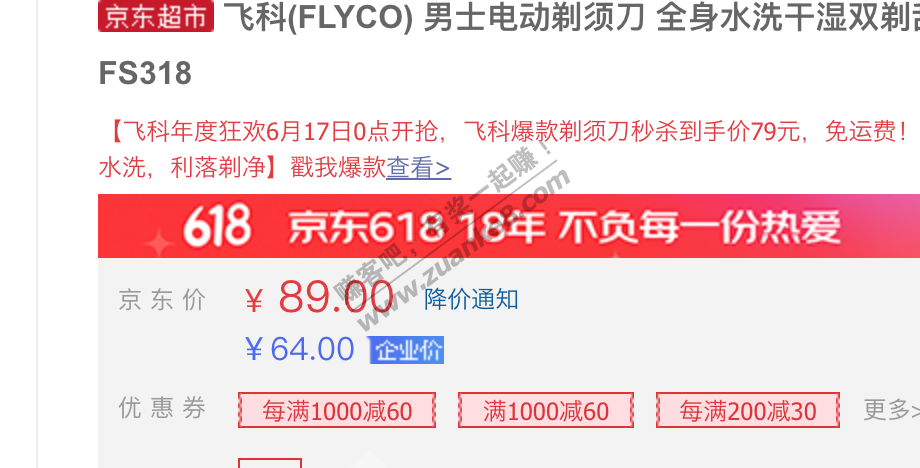 京东超市 飞科(FLYCO) 男士电动剃须刀 全身水洗干湿双剃
FS318
【飞科年度狂欢6月17日0点开抢，飞科爆款剃须刀秒杀到手价79元，免运费！
水洗，利落剃净】戳我爆款查看>
618 京东618 18年 不负每一份热爱
京东价 ￥89.00 降价通知
￥64.00 企业价
优惠券 每满1000减60 满1000减60 每满200减30 更多>
赚客吧，有奖一起赚！
www.zuanke8.com